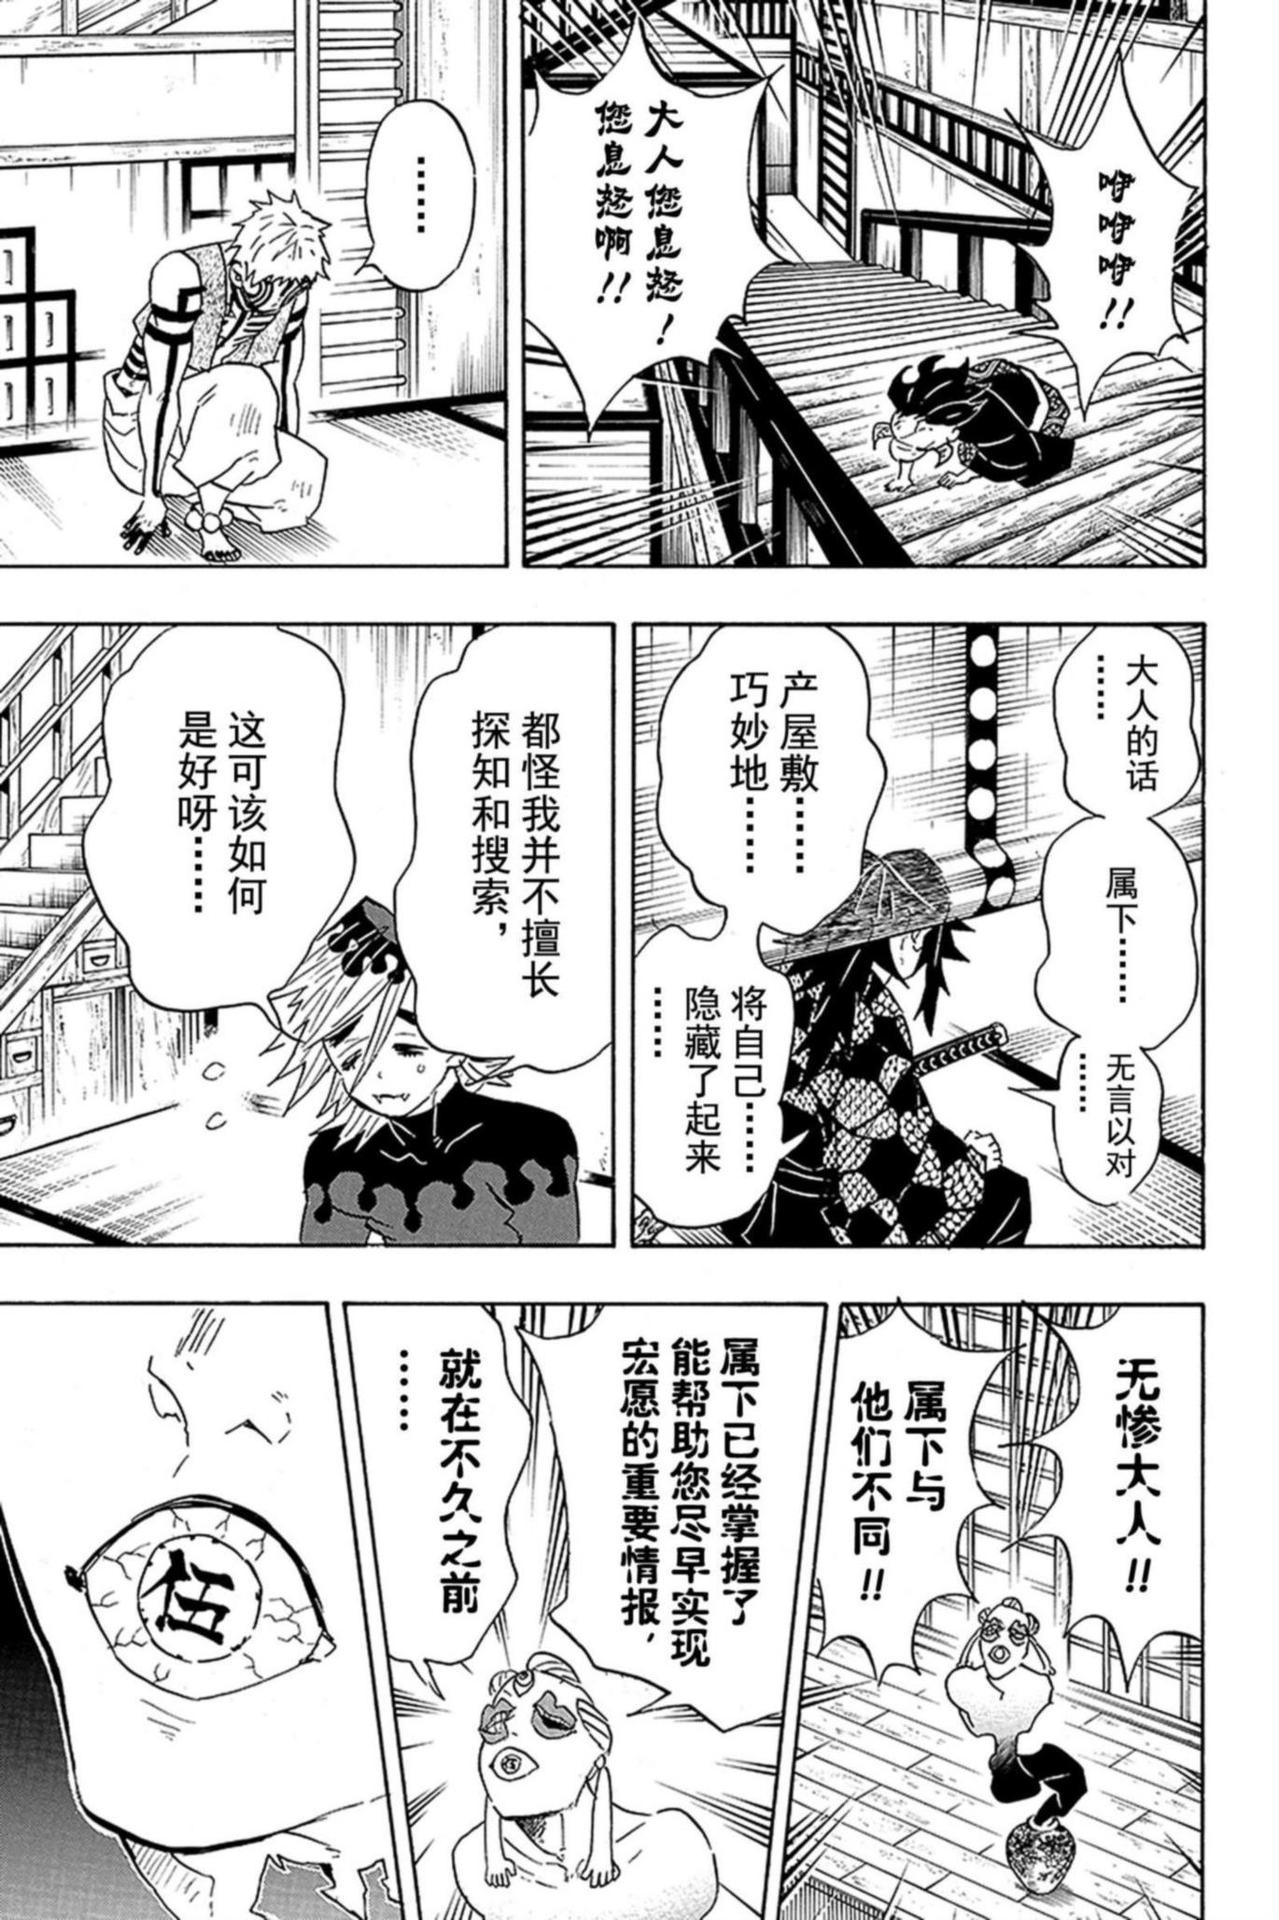 咿咿咿!!
大人您息怒！
您息怒啊!!
……
大人的话
……
属下……
无言以对
……
产屋敷……
巧妙地……
将自己……
隐藏了起来
……
都怪我并不擅长
探知和搜索，
这可该如何
是好呀……
无惨大人!!
属下与
他们不同!!
属下已经掌握了
能帮助您尽早实现
宏愿的重要情报，
就在不久之前
……
伍